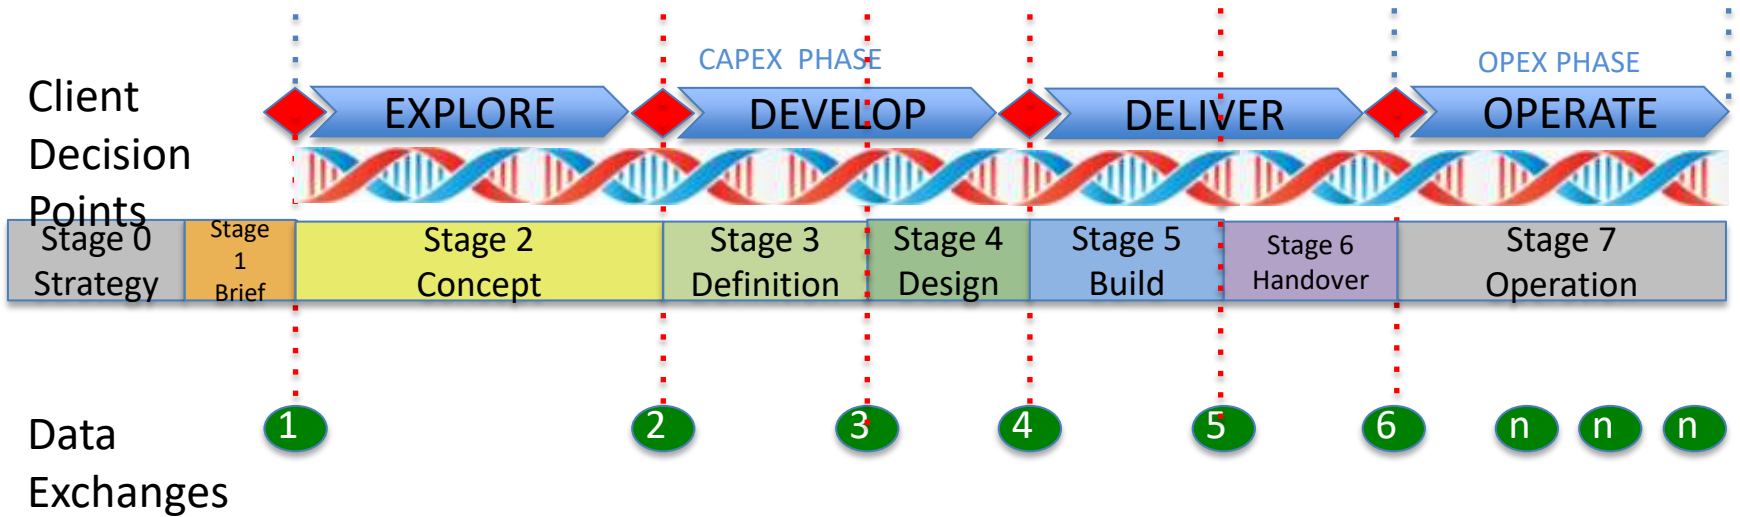 CAPEX  PHASE
OPEX PHASE
Client
Decision
Points
EXPLORE
DEVELOP
DELIVER
OPERATE
Stage 0
Strategy
Stage
1
Brief
Stage 2
Concept
Stage 3
Definition
Stage 4
Design
Stage 5
Build
Stage 6
Handover
Stage 7
Operation
Data
Exchanges
1
2
3
4
5
6
n
n
n